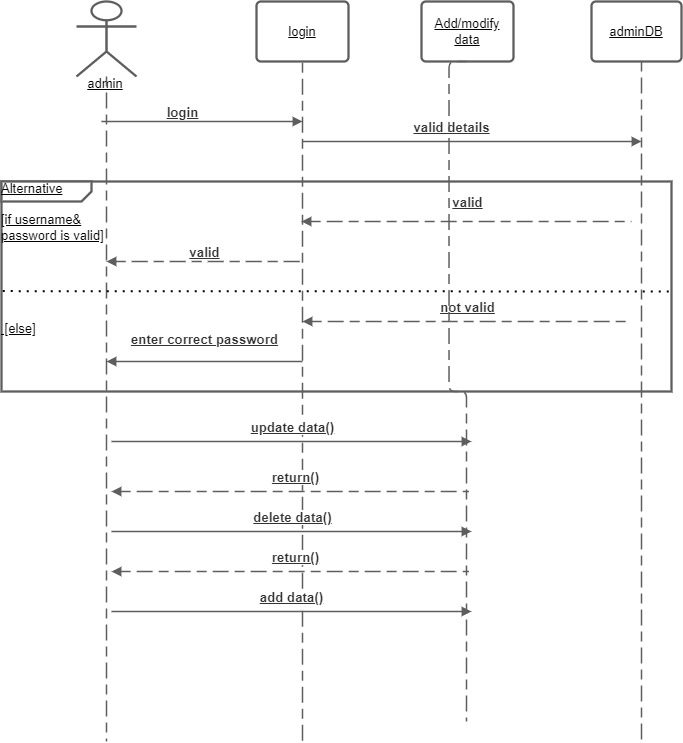 admin
login
Add/modify
data
adminDB
login
valid details
Alternative
[if username&
password is valid]
valid
valid
not valid
[else]
enter correct password
update data()
return()
delete data()
return()
add data()